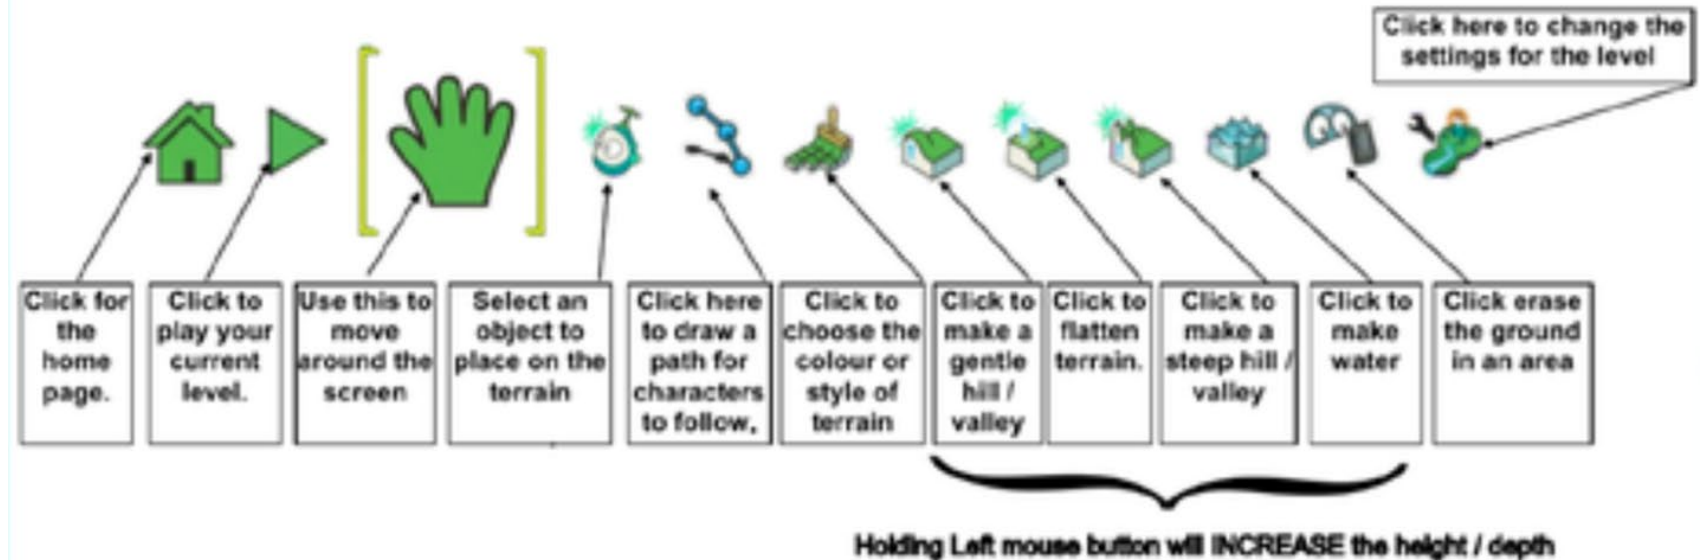 Click here to change the
settings for the level
Click for
the
home
page.
Click to
play your
current
level.
Use this to
move
around the
screen
Select an
object to
place on the
terrain
Click here
to draw a
path for
characters
to follow.
Click to
choose the
colour or
style of
terrain
Click to
make a
gentle
hill /
valley
Click to
flatten
terrain.
Click to
make a
steep hill /
valley
Click to
make
water
Click erase
the ground
in an area
Holding Left mouse button will INCREASE the height / depth